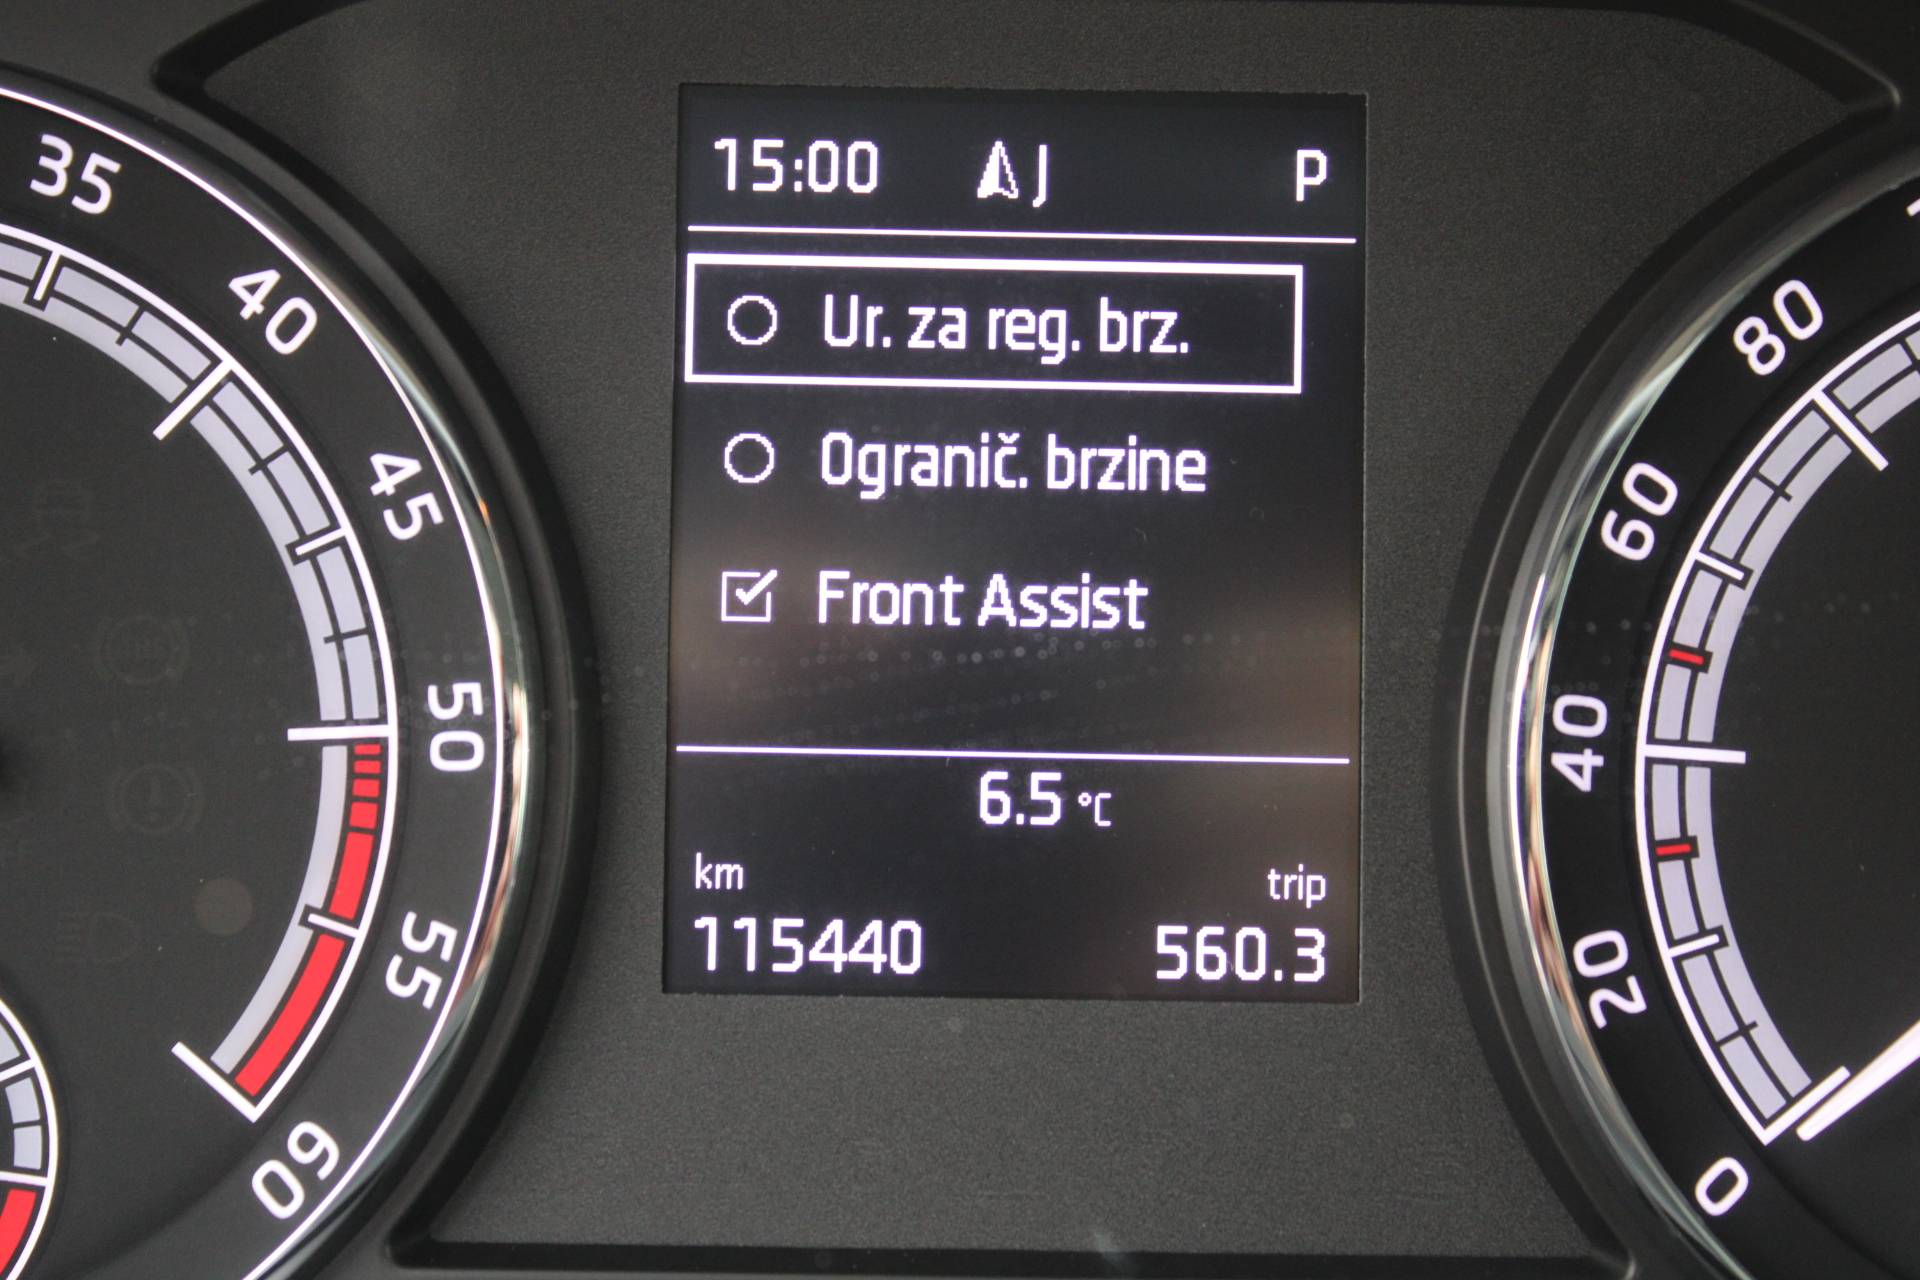 15:00 J P
Ur. za reg. brz.
Ogranič. brzine
Front Assist
6.5 °C
km trip
115440 560.3
35
40
45
50
55
60
80
60
40
20
0